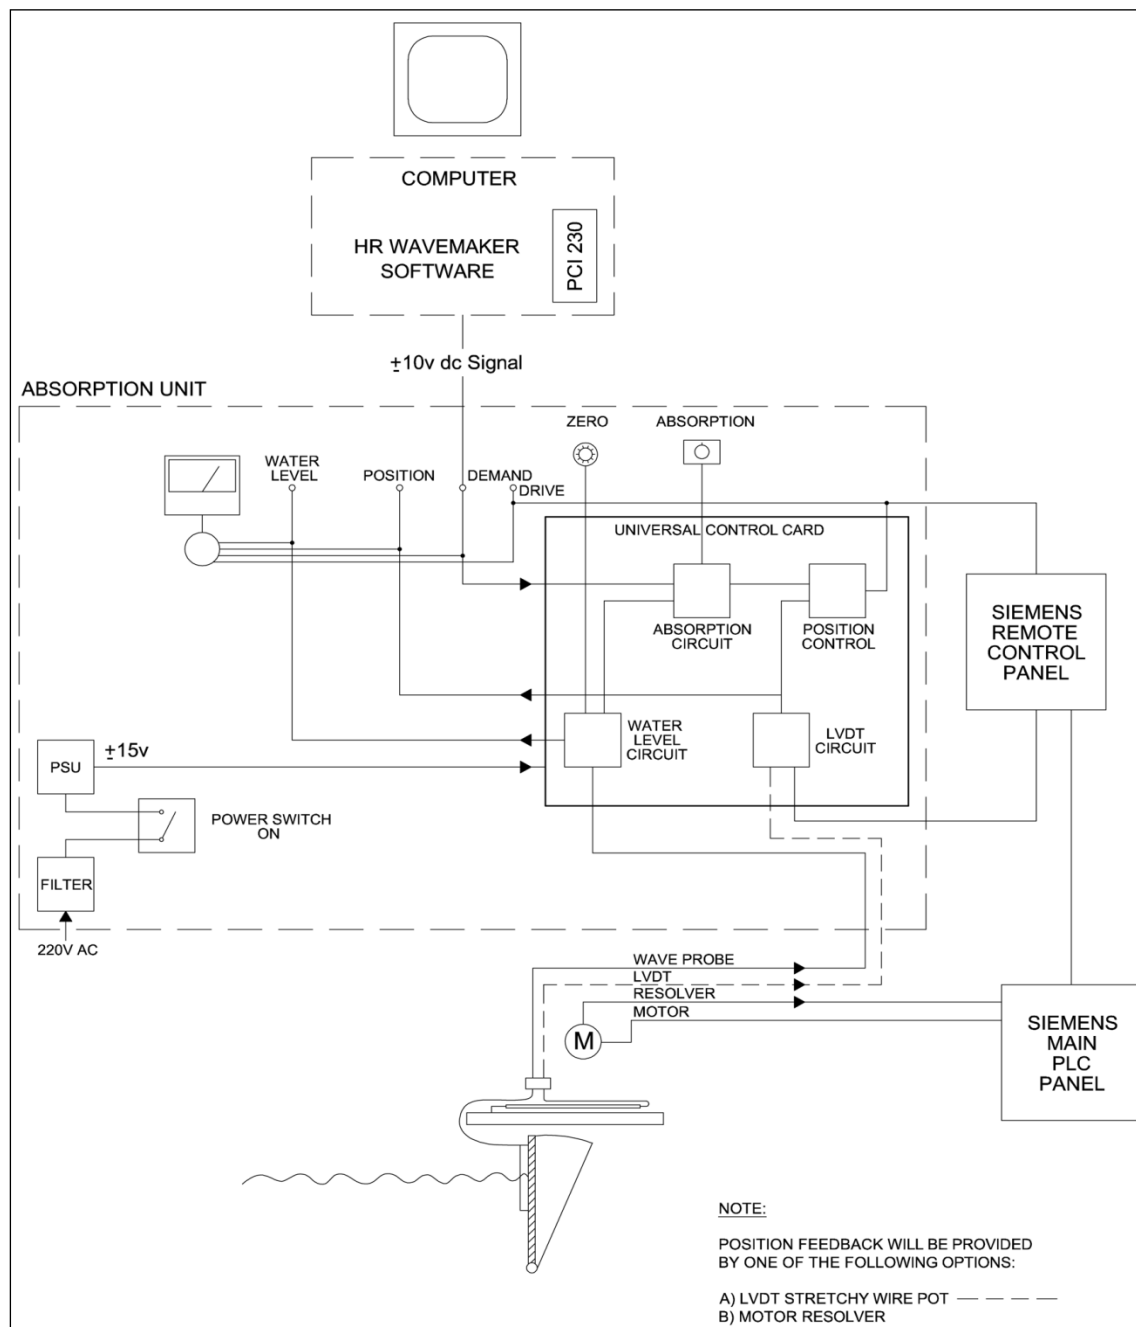 COMPUTER
HR WAVEMAKER
SOFTWARE
PCI 230
±10v dc Signal
ABSORPTION UNIT
ZERO
ABSORPTION
WATER
LEVEL
POSITION
DEMAND
DRIVE
UNIVERSAL CONTROL CARD
ABSORPTION
CIRCUIT
POSITION
CONTROL
SIEMENS
REMOTE
CONTROL
PANEL
WATER
LEVEL
CIRCUIT
LVDT
CIRCUIT
±15v
PSU
POWER SWITCH
ON
FILTER
220V AC
WAVE PROBE
LVDT
RESOLVER
MOTOR
M
SIEMENS
MAIN
PLC
PANEL
NOTE:
POSITION FEEDBACK WILL BE PROVIDED
BY ONE OF THE FOLLOWING OPTIONS:
A) LVDT STRETCHY WIRE POT
B) MOTOR RESOLVER